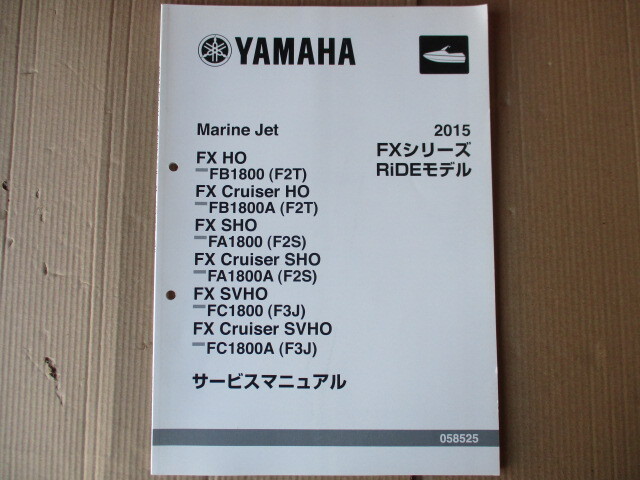 YAMAHA
Marine Jet
2015
FXシリーズ
RiDEモデル
FX HO
FB1800 (F2T)
FX Cruiser HO
FB1800A (F2T)
FX SHO
FA1800 (F2S)
FX Cruiser SHO
FA1800A (F2S)
FX SVHO
FC1800 (F3J)
FX Cruiser SVHO
FC1800A (F3J)
サービスマニュアル
058525